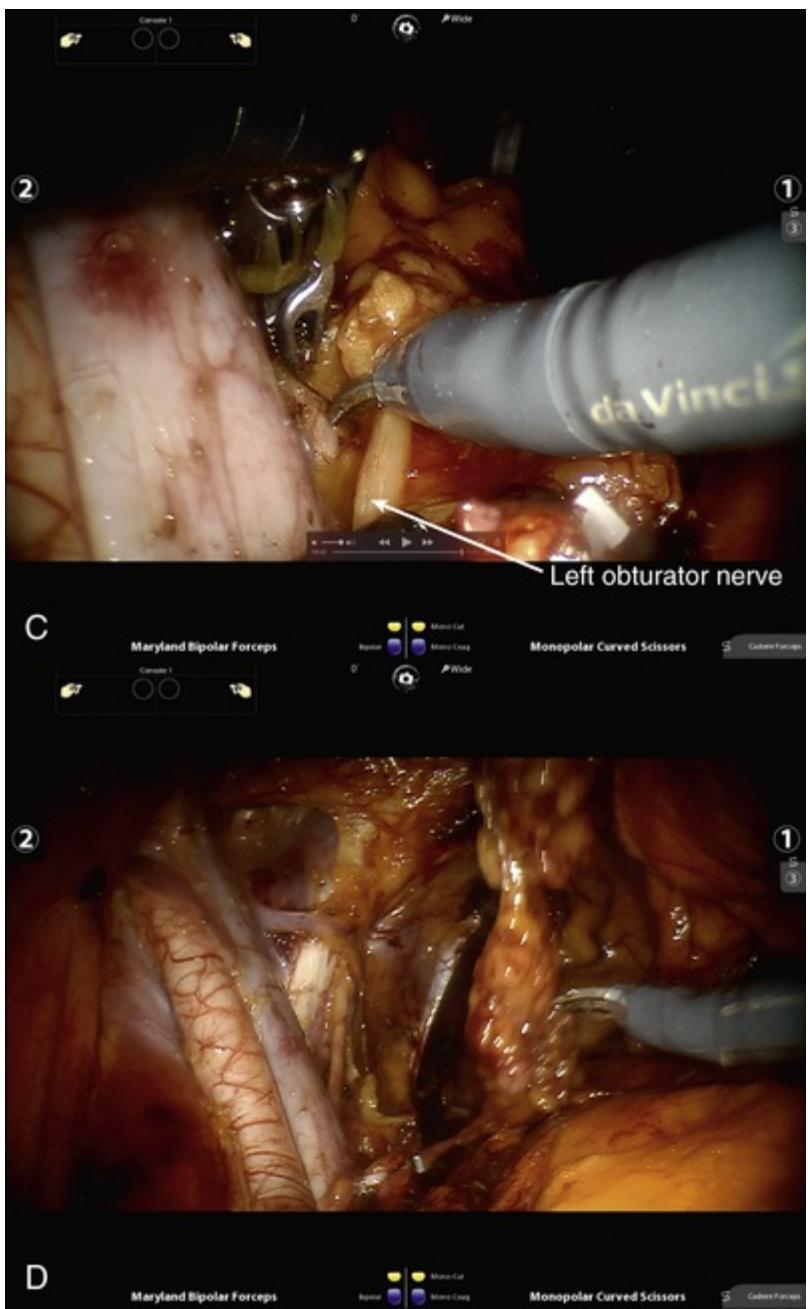 Console 1
0°
Wide
2
1
S
3
da Vinci
Left obturator nerve
C
Maryland Bipolar Forceps
Bipolar
Mono Cut
Mono Coag
Monopolar Curved Scissors
S
Cadiere Forceps
Console 1
0°
Wide
2
1
S
3
D
Maryland Bipolar Forceps
Bipolar
Mono Cut
Mono Coag
Monopolar Curved Scissors
S
Cadiere Forceps